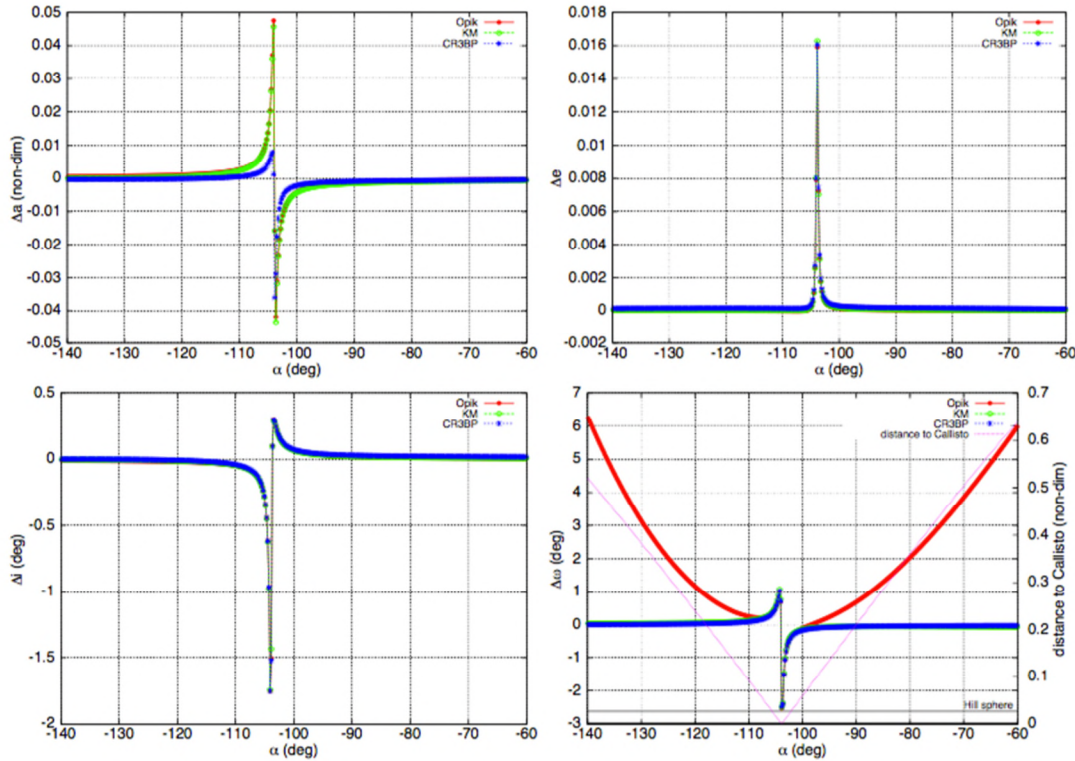 Opik
KM
CR3BP
0.05
0.04
0.03
0.02
0.01
0
-0.01
-0.02
-0.03
-0.04
-0.05
Δa (non-dim)
-140 -130 -120 -110 -100 -90 -80 -70 -60
α (deg)
Opik
KM
CR3BP
0.018
0.016
0.014
0.012
0.01
0.008
0.006
0.004
0.002
0
-0.002
Δe
-140 -130 -120 -110 -100 -90 -80 -70 -60
α (deg)
Opik
KM
CR3BP
0.5
0
-0.5
-1
-1.5
-2
Δi (deg)
-140 -130 -120 -110 -100 -90 -80 -70 -60
α (deg)
Opik
KM
CR3BP
distance to Callisto
7
6
5
4
3
2
1
0
-1
-2
-3
Δω (deg)
0.7
0.6
0.5
0.4
0.3
0.2
0.1
0
distance to Callisto (non-dim)
Hill sphere
-140 -130 -120 -110 -100 -90 -80 -70 -60
α (deg)